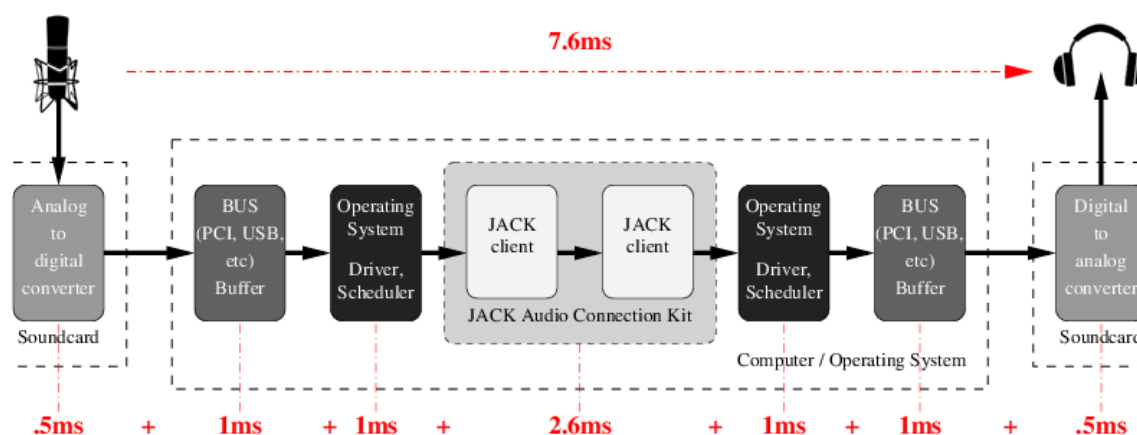 7.6ms
Analog
to
digital
converter
Soundcard
BUS
(PCI, USB,
etc)
Buffer
Operating
System
Driver,
Scheduler
JACK
client
JACK
client
JACK Audio Connection Kit
Operating
System
Driver,
Scheduler
BUS
(PCI, USB,
etc)
Buffer
Computer / Operating System
Digital
to
analog
converter
Soundcard
.5ms + 1ms + 1ms + 2.6ms + 1ms + 1ms + .5ms